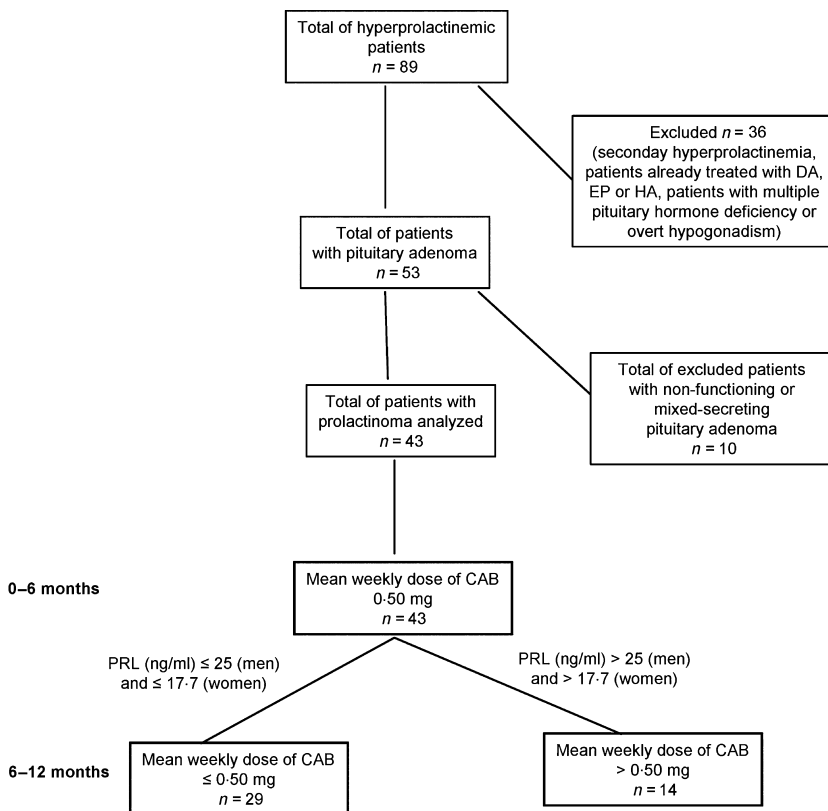 Total of hyperprolactinemic
patients
n = 89
Excluded n = 36
(seconday hyperprolactinemia,
patients already treated with DA,
EP or HA, patients with multiple
pituitary hormone deficiency or
overt hypogonadism)
Total of patients
with pituitary adenoma
n = 53
Total of excluded patients
with non-functioning or
mixed-secreting
pituitary adenoma
n = 10
Total of patients with
prolactinoma analyzed
n = 43
0–6 months
Mean weekly dose of CAB
0·50 mg
n = 43
PRL (ng/ml) ≤ 25 (men)
and ≤ 17·7 (women)
PRL (ng/ml) > 25 (men)
and > 17·7 (women)
6–12 months
Mean weekly dose of CAB
≤ 0·50 mg
n = 29
Mean weekly dose of CAB
> 0·50 mg
n = 14